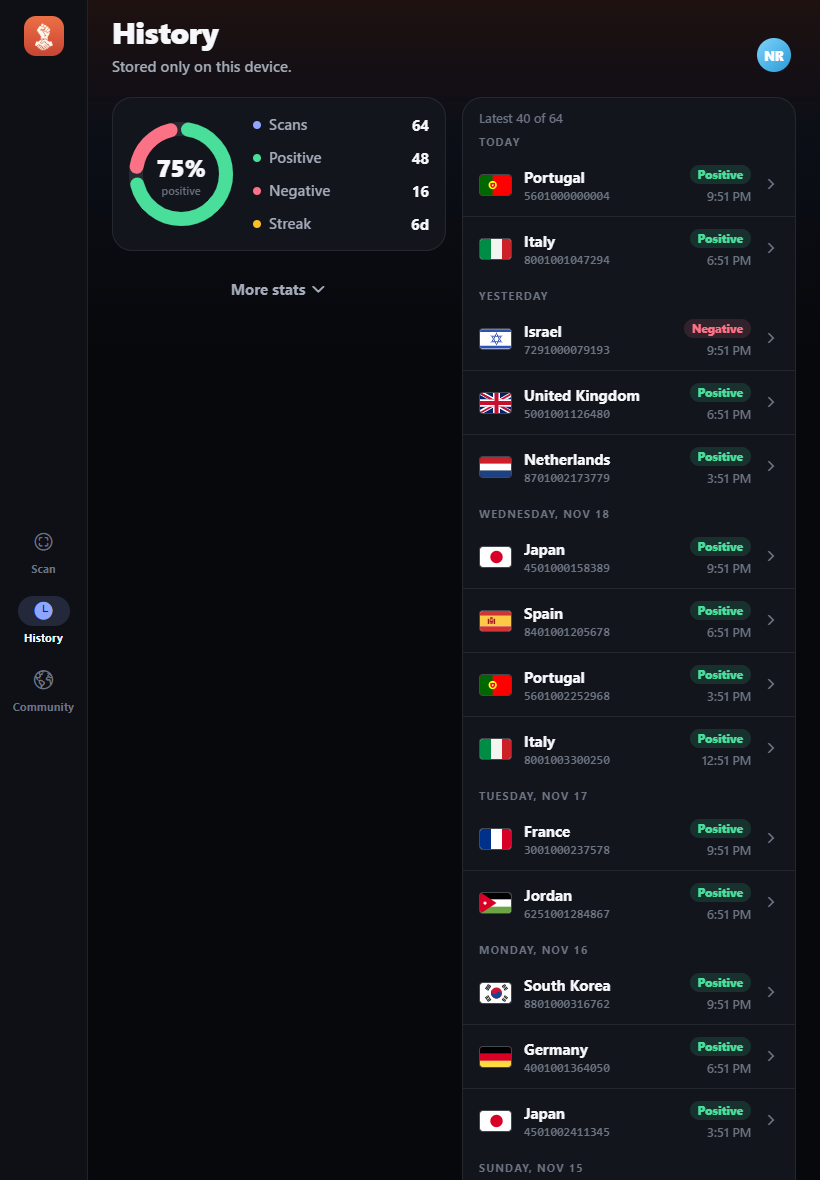 History
Stored only on this device.
NR
75%
positive
Scans 64
Positive 48
Negative 16
Streak 6d
More stats
Scan
History
Community
Latest 40 of 64
TODAY
Portugal Positive
5601000000004 9:51 PM
Italy Positive
8001001047294 6:51 PM
YESTERDAY
Israel Negative
7291000079193 9:51 PM
United Kingdom Positive
5001001126480 6:51 PM
Netherlands Positive
8701002173779 3:51 PM
WEDNESDAY, NOV 18
Japan Positive
4501000158389 9:51 PM
Spain Positive
8401001205678 6:51 PM
Portugal Positive
5601002252968 3:51 PM
Italy Positive
8001003300250 12:51 PM
TUESDAY, NOV 17
France Positive
3001000237578 9:51 PM
Jordan Positive
6251001284867 6:51 PM
MONDAY, NOV 16
South Korea Positive
8801000316762 9:51 PM
Germany Positive
4001001364050 6:51 PM
Japan Positive
4501002411345 3:51 PM
SUNDAY, NOV 15